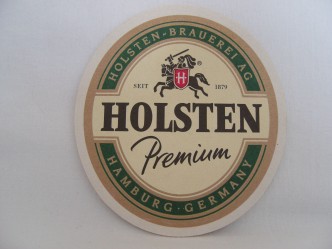 HOLSTEN-BRAUEREI AG
H
®
SEIT 1879
HOLSTEN
Premium
HAMBURG-GERMANY